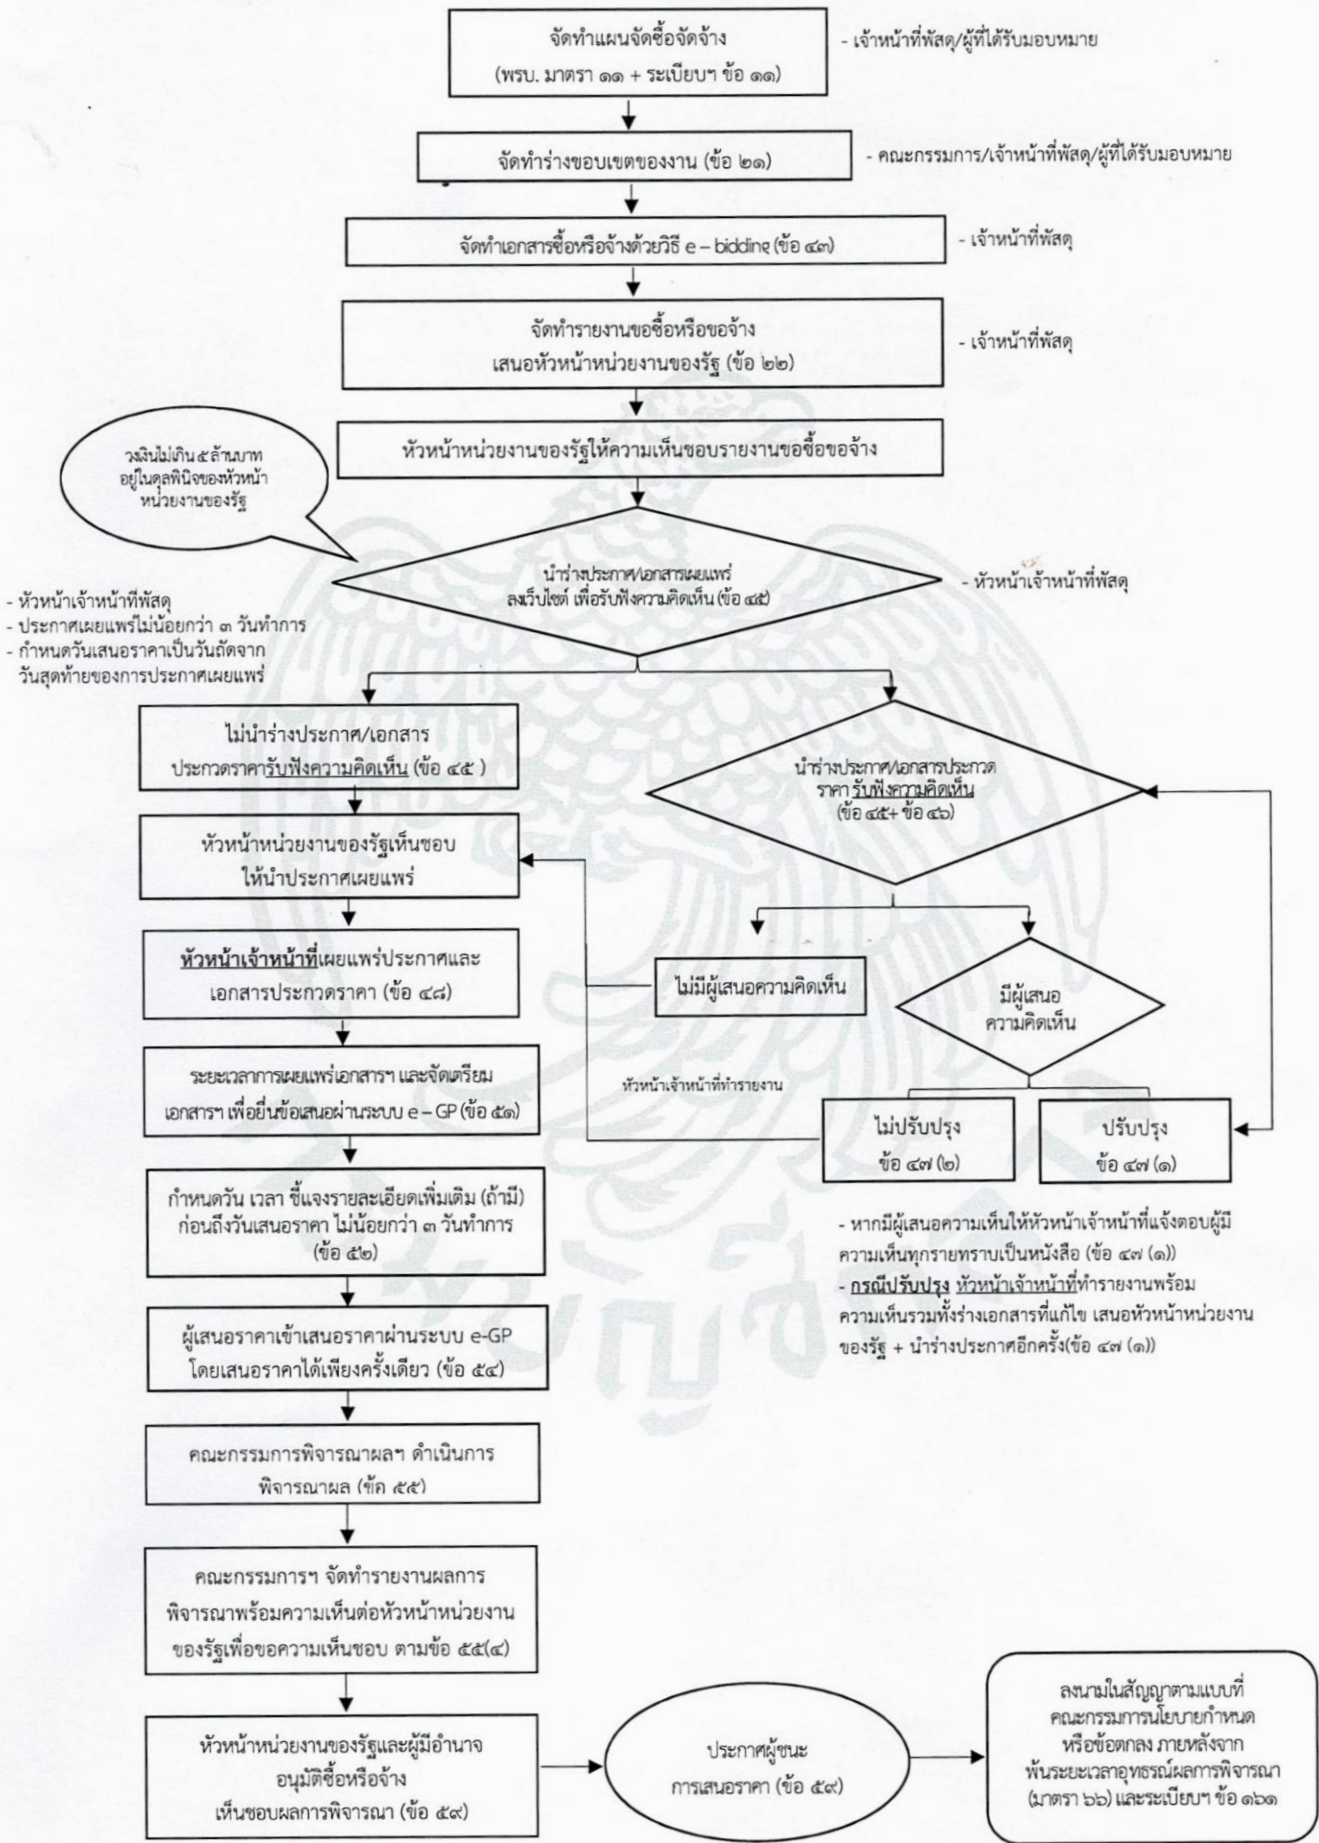 จัดทำแผนจัดซื้อจัดจ้าง
(พรบ. มาตรา ๑๑ + ระเบียบฯ ข้อ ๑๑)
- เจ้าหน้าที่พัสดุ/ผู้ที่ได้รับมอบหมาย
จัดทำร่างขอบเขตของงาน (ข้อ ๒๑)
- คณะกรรมการ/เจ้าหน้าที่พัสดุ/ผู้ที่ได้รับมอบหมาย
จัดทำเอกสารซื้อหรือจ้างด้วยวิธี e – bidding (ข้อ ๔๓)
- เจ้าหน้าที่พัสดุ
จัดทำรายงานขอซื้อหรือขอจ้าง
เสนอหัวหน้าหน่วยงานของรัฐ (ข้อ ๒๒)
- เจ้าหน้าที่พัสดุ
หัวหน้าหน่วยงานของรัฐให้ความเห็นชอบรายงานขอซื้อขอจ้าง
วงเงินไม่เกิน ๕ ล้านบาท
อยู่ในดุลพินิจของหัวหน้า
หน่วยงานของรัฐ
นำร่างประกาศ/เอกสารเผยแพร่
ลงเว็บไซต์ เพื่อรับฟังความคิดเห็น (ข้อ ๔๕)
- หัวหน้าเจ้าหน้าที่พัสดุ
- หัวหน้าเจ้าหน้าที่พัสดุ
- ประกาศเผยแพร่ไม่น้อยกว่า ๓ วันทำการ
- กำหนดวันเสนอราคาเป็นวันถัดจาก
วันสุดท้ายของการประกาศเผยแพร่
ไม่นำร่างประกาศ/เอกสาร
ประกวดราคารับฟังความคิดเห็น (ข้อ ๔๕ )
นำร่างประกาศ/เอกสารประกวด
ราคา รับฟังความคิดเห็น
(ข้อ ๔๕+ ข้อ ๔๖)
หัวหน้าหน่วยงานของรัฐเห็นชอบ
ให้นำประกาศเผยแพร่
หัวหน้าเจ้าหน้าที่เผยแพร่ประกาศและ
เอกสารประกวดราคา (ข้อ ๔๘)
ไม่มีผู้เสนอความคิดเห็น
มีผู้เสนอ
ความคิดเห็น
ระยะเวลาการเผยแพร่เอกสารฯ และจัดเตรียม
เอกสารฯ เพื่อยื่นข้อเสนอผ่านระบบ e – GP (ข้อ ๕๑)
หัวหน้าเจ้าหน้าที่ทำรายงาน
ไม่ปรับปรุง
ข้อ ๔๗ (๒)
ปรับปรุง
ข้อ ๔๗ (๑)
กำหนดวัน เวลา ชี้แจงรายละเอียดเพิ่มเติม (ถ้ามี)
ก่อนถึงวันเสนอราคา ไม่น้อยกว่า ๓ วันทำการ
(ข้อ ๕๒)
- หากมีผู้เสนอความเห็นให้หัวหน้าเจ้าหน้าที่แจ้งตอบผู้มี
ความเห็นทุกรายทราบเป็นหนังสือ (ข้อ ๔๗ (๑))
- กรณีปรับปรุง หัวหน้าเจ้าหน้าที่ทำรายงานพร้อม
ความเห็นรวมทั้งร่างเอกสารที่แก้ไข เสนอหัวหน้าหน่วยงาน
ของรัฐ + นำร่างประกาศอีกครั้ง(ข้อ ๔๗ (๑))
ผู้เสนอราคาเข้าเสนอราคาผ่านระบบ e-GP
โดยเสนอราคาได้เพียงครั้งเดียว (ข้อ ๕๔)
คณะกรรมการพิจารณาผลฯ ดำเนินการ
พิจารณาผล (ข้อ ๕๕)
คณะกรรมการฯ จัดทำรายงานผลการ
พิจารณาพร้อมความเห็นต่อหัวหน้าหน่วยงาน
ของรัฐเพื่อขอความเห็นชอบ ตามข้อ ๕๕(๔)
หัวหน้าหน่วยงานของรัฐและผู้มีอำนาจ
อนุมัติซื้อหรือจ้าง
เห็นชอบผลการพิจารณา (ข้อ ๕๙)
ประกาศผู้ชนะ
การเสนอราคา (ข้อ ๕๙)
ลงนามในสัญญาตามแบบที่
คณะกรรมการนโยบายกำหนด
หรือข้อตกลง ภายหลังจาก
พ้นระยะเวลาอุทธรณ์ผลการพิจารณา
(มาตรา ๖๖) และระเบียบฯ ข้อ ๑๖๑